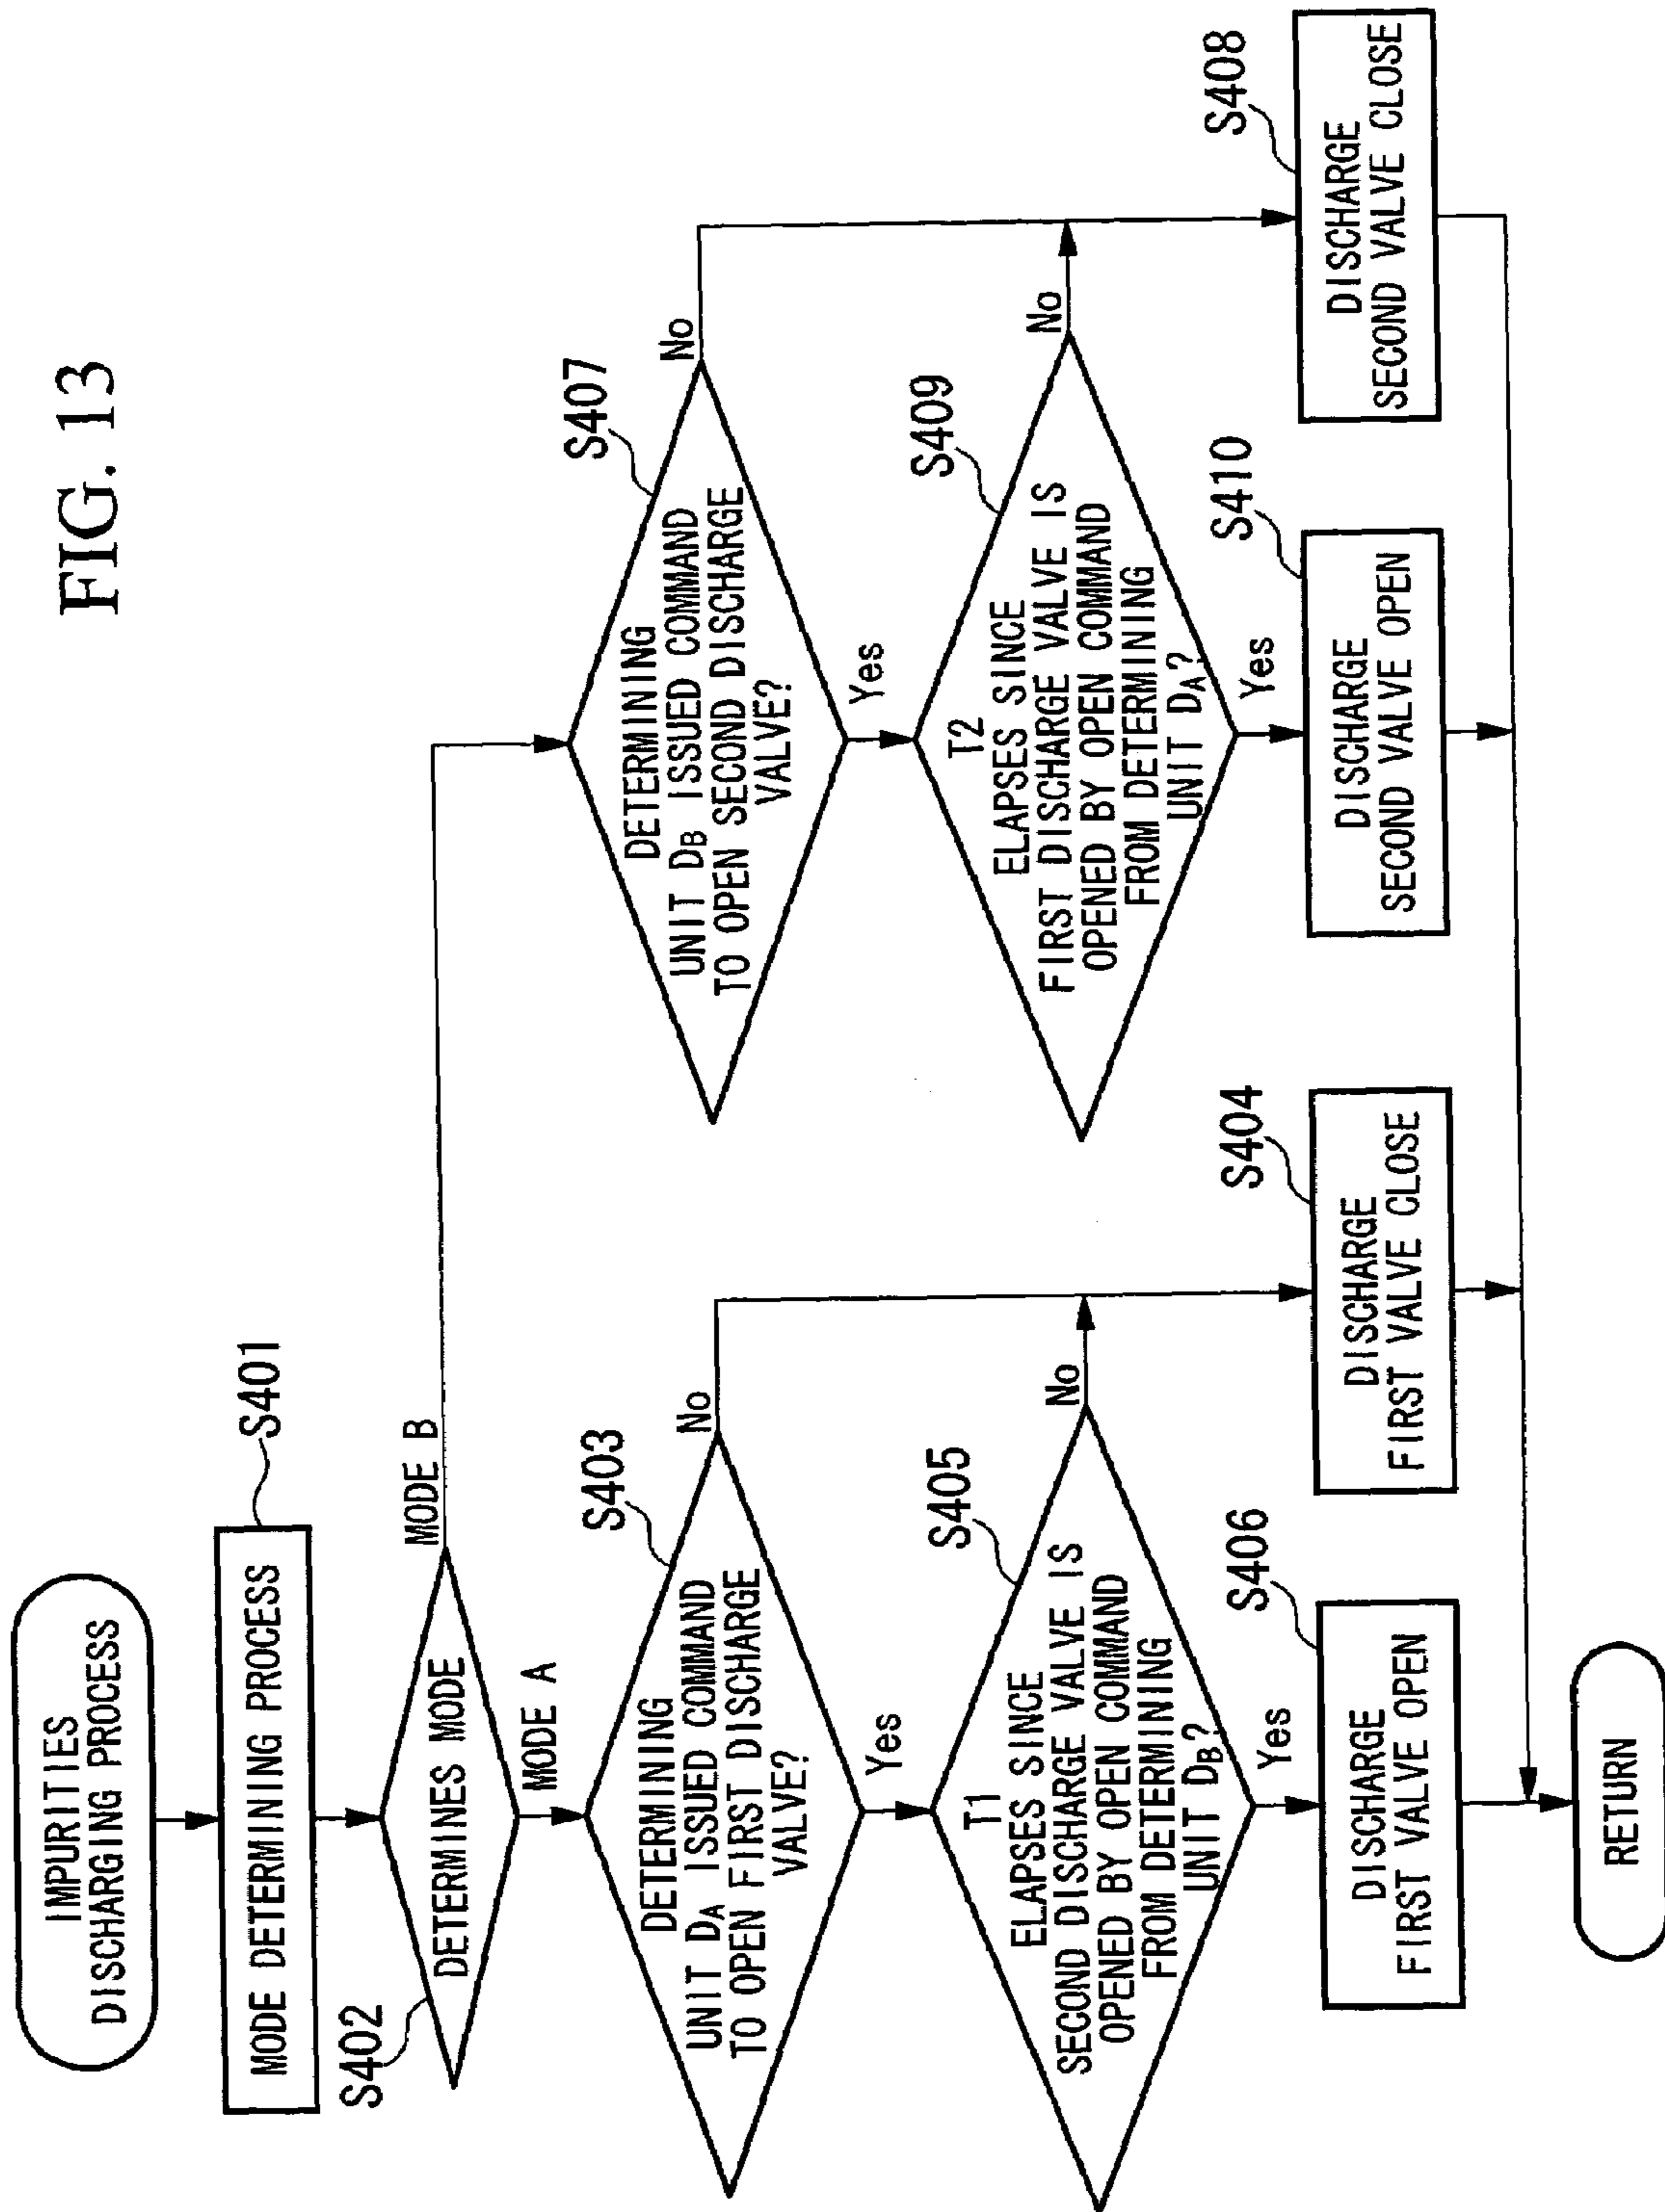 FIG. 13
IMPURITIES
DISCHARGING PROCESS
MODE DETERMINING PROCESS
S401
S402
DETERMINES MODE
MODE B
MODE A
DETERMINING
UNIT DA ISSUED COMMAND
TO OPEN FIRST DISCHARGE
VALVE?
S403
No
Yes
T1
ELAPSES SINCE
SECOND DISCHARGE VALVE IS
OPENED BY OPEN COMMAND
FROM DETERMINING
UNIT DB?
S405
No
Yes
DISCHARGE
FIRST VALVE OPEN
S406
DISCHARGE
FIRST VALVE CLOSE
S404
DETERMINING
UNIT DB ISSUED COMMAND
TO OPEN SECOND DISCHARGE
VALVE?
S407
No
Yes
T2
ELAPSES SINCE
FIRST DISCHARGE VALVE IS
OPENED BY OPEN COMMAND
FROM DETERMINING
UNIT DA?
S409
No
Yes
DISCHARGE
SECOND VALVE OPEN
S410
DISCHARGE
SECOND VALVE CLOSE
S408
RETURN